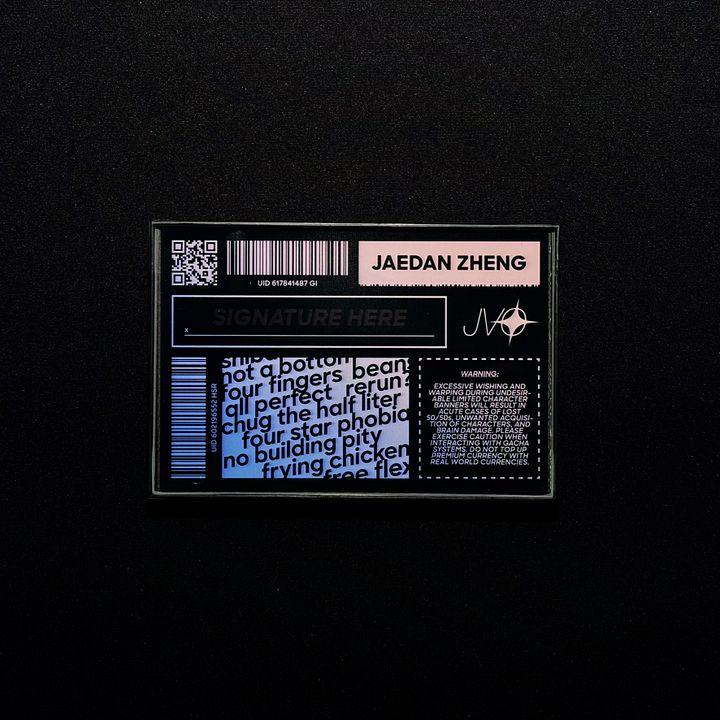 JAEDAN ZHENG
UID 617841487 GI
SIGNATURE HERE
x
JVO
UID 602196552 HSR
not a bottom
four fingers beans
rerun?
all perfect
chug the half liter
four star phobia
no building pity
frying chicken
free flex
WARNING:
EXCESSIVE WISHING AND
WARPING DURING UNDESIR-
ABLE LIMITED CHARACTER
BANNERS WILL RESULT IN
ACUTE CASES OF LOST
50/50s, UNWANTED ACQUISI-
TION OF CHARACTERS, AND
BRAIN DAMAGE. PLEASE
EXERCISE CAUTION WHEN
INTERACTING WITH GACHA
SYSTEMS. DO NOT TOP UP
PREMIUM CURRENCY WITH
REAL WORLD CURRENCIES.